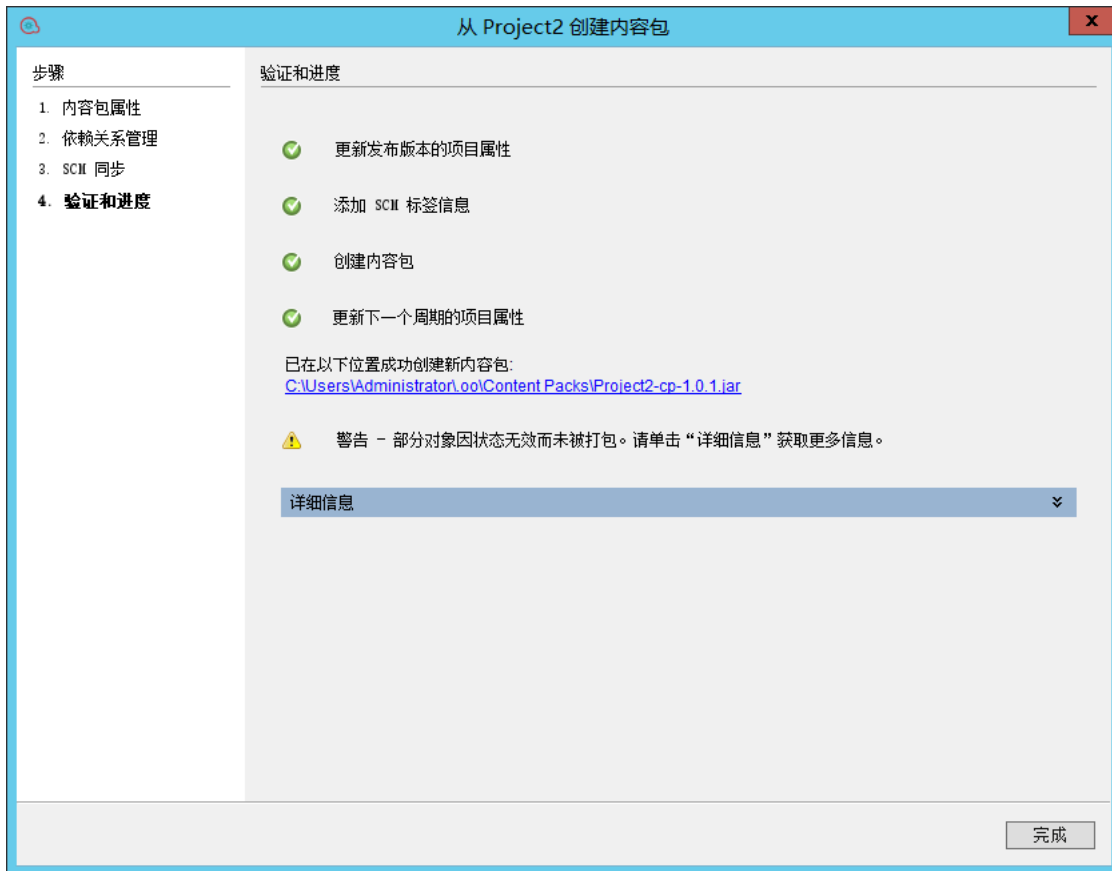 从 Project2 创建内容包
x
步骤
1. 内容包属性
2. 依赖关系管理
3. SCM 同步
4. 验证和进度
验证和进度
更新发布版本的项目属性
添加 SCM 标签信息
创建内容包
更新下一个周期的项目属性
已在以下位置成功创建新内容包:
C:\Users\Administrator\.oo\Content Packs\Project2-cp-1.0.1.jar
警告 - 部分对象因状态无效而未被打包。请单击“详细信息”获取更多信息。
详细信息
完成